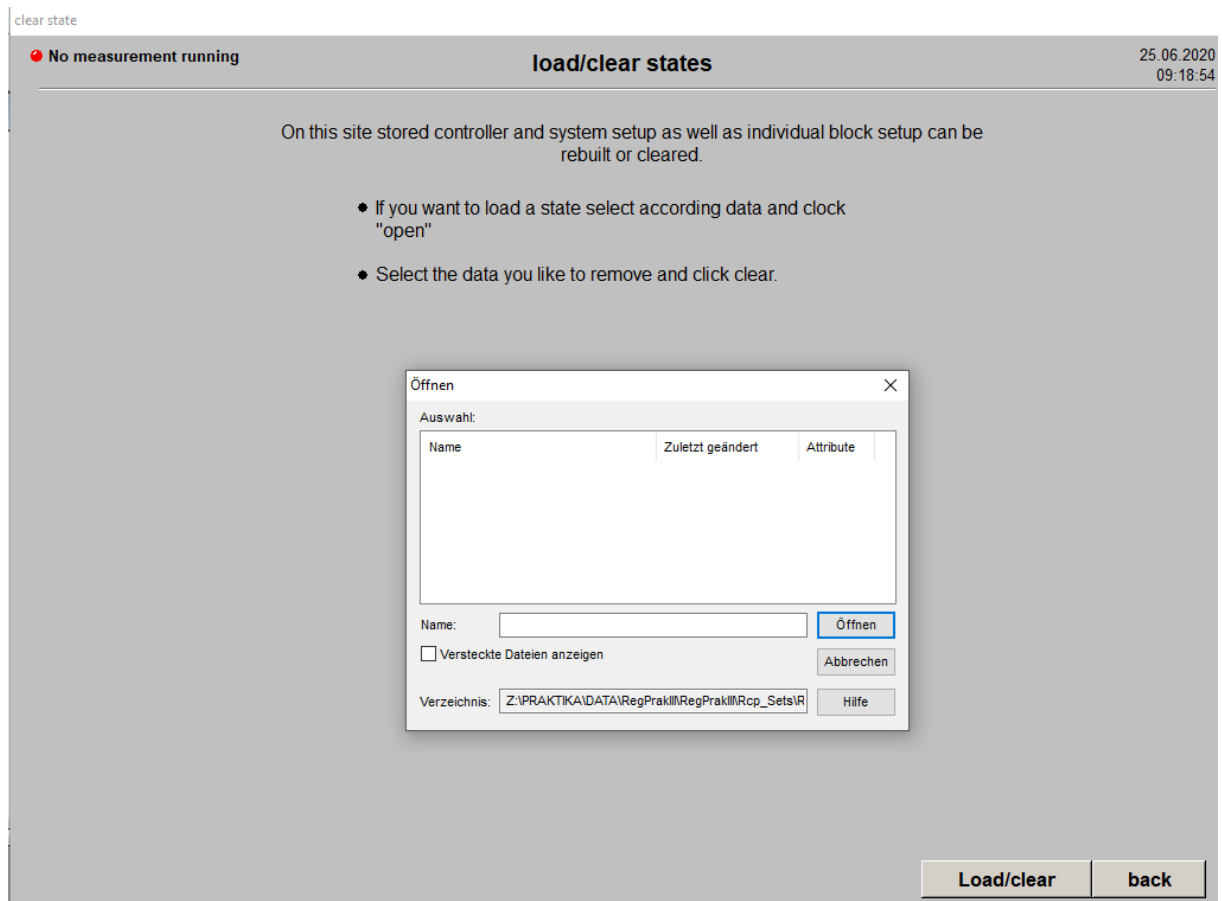 clear state
No measurement running
load/clear states
25.06.2020
09:18:54
On this site stored controller and system setup as well as individual block setup can be
rebuilt or cleared.
If you want to load a state select according data and clock
"open"
Select the data you like to remove and click clear.
Öffnen
Auswahl:
Name Zuletzt geändert Attribute
Name: Öffnen
Versteckte Dateien anzeigen
Abbrechen
Verzeichnis: Z:\PRAKTIKA\DATA\RegPrakIII\RegPrakIII\Rcp_Sets\R Hilfe
Load/clear back